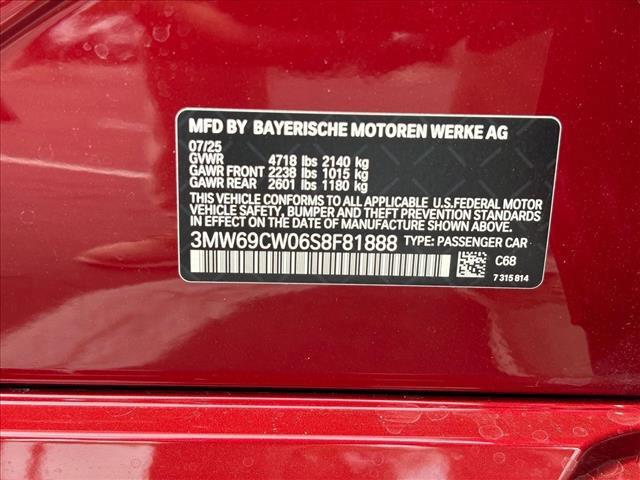 MFD BY BAYERISCHE MOTOREN WERKE AG
07/25
GVWR 4718 lbs 2140 kg
GAWR FRONT 2238 lbs 1015 kg
GAWR REAR 2601 lbs 1180 kg
THIS VEHICLE CONFORMS TO ALL APPLICABLE U.S.FEDERAL MOTOR
VEHICLE SAFETY, BUMPER AND THEFT PREVENTION STANDARDS
IN EFFECT ON THE DATE OF MANUFACTURE SHOWN ABOVE.
3MW69CW06S8F81888 TYPE: PASSENGER CAR
C68
7 315 814